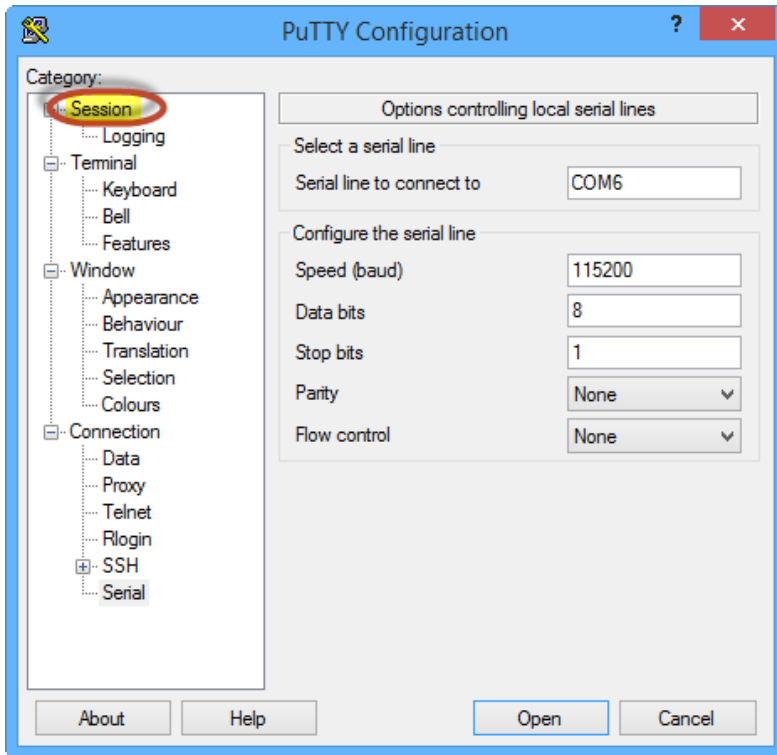 PuTTY Configuration
?
Category:
Session
Logging
Terminal
Keyboard
Bell
Features
Window
Appearance
Behaviour
Translation
Selection
Colours
Connection
Data
Proxy
Telnet
Rlogin
SSH
Serial
Options controlling local serial lines
Select a serial line
Serial line to connect to COM6
Configure the serial line
Speed (baud) 115200
Data bits 8
Stop bits 1
Parity None
Flow control None
About Help Open Cancel